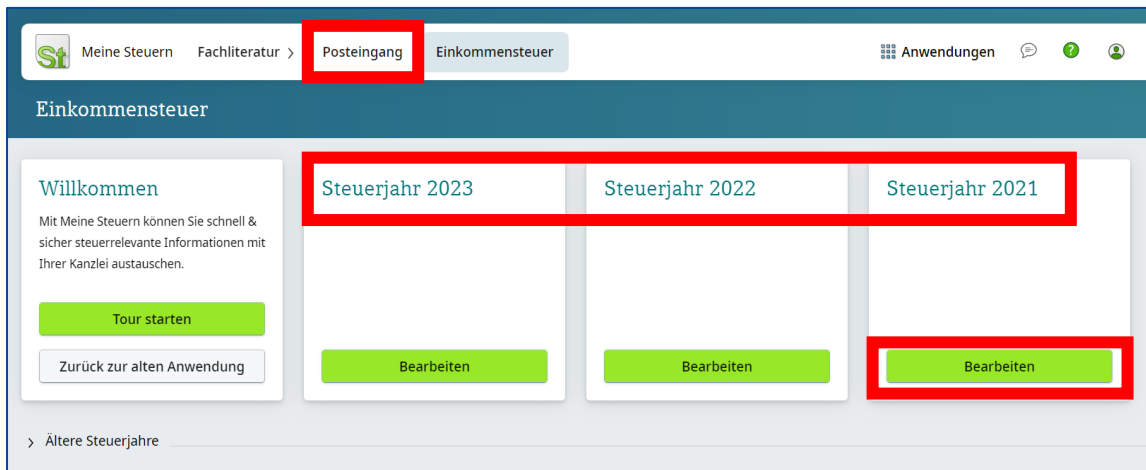 St Meine Steuern Fachliteratur > Posteingang Einkommensteuer Anwendungen ?
Einkommensteuer
Willkommen
Mit Meine Steuern können Sie schnell &
sicher steuerrelevante Informationen mit
Ihrer Kanzlei austauschen.
Tour starten
Zurück zur alten Anwendung
Steuerjahr 2023
Bearbeiten
Steuerjahr 2022
Bearbeiten
Steuerjahr 2021
Bearbeiten
> Ältere Steuerjahre